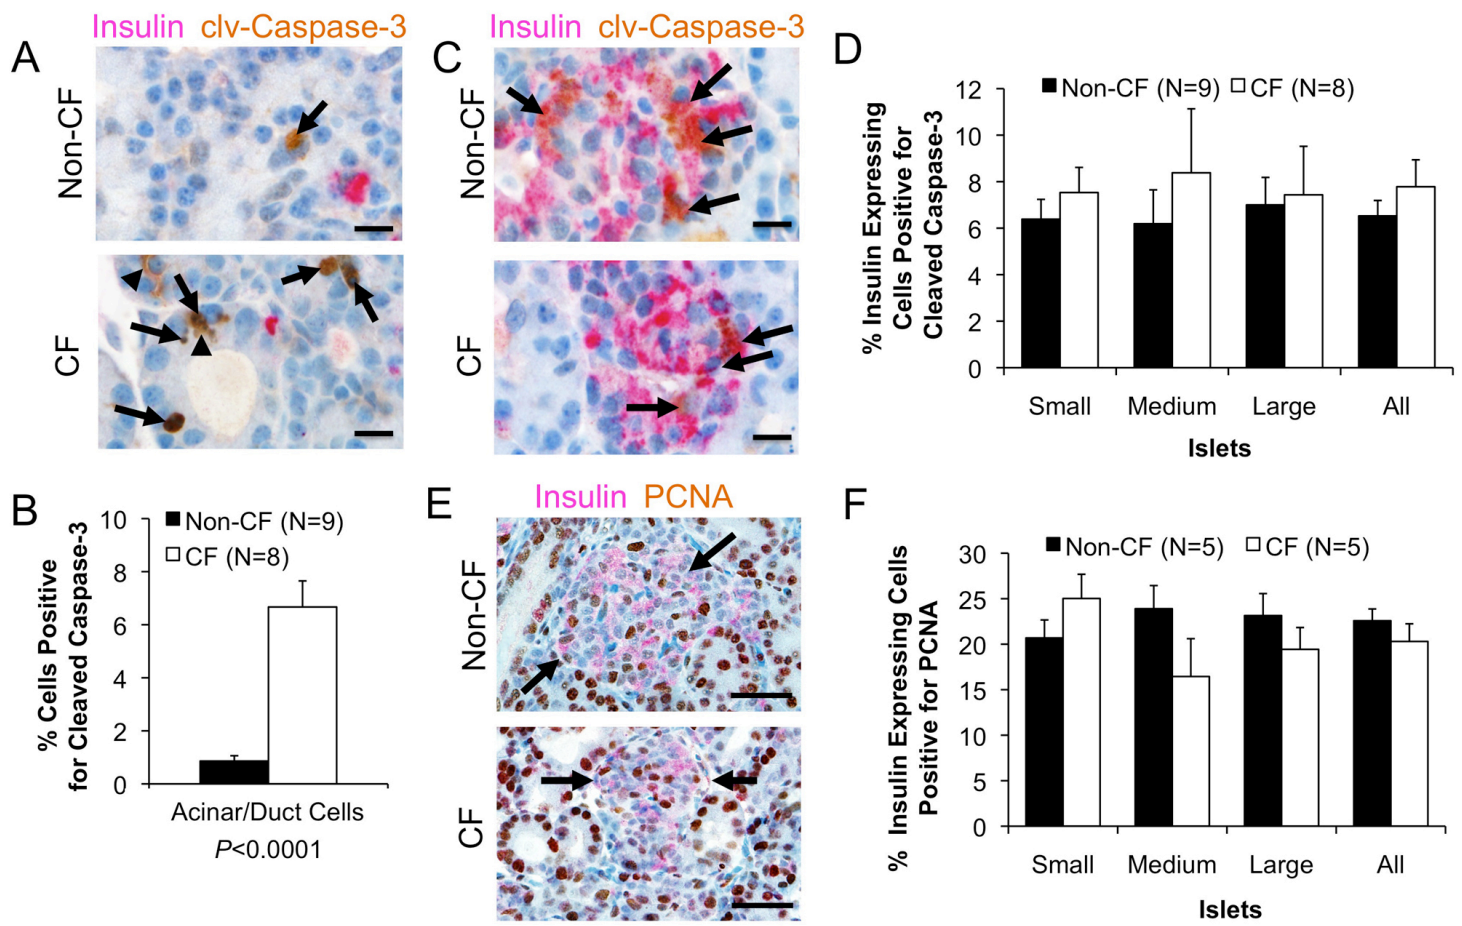 A
Insulin clv-Caspase-3
Non-CF
CF
B
% Cells Positive
for Cleaved Caspase-3
10
8
6
4
2
0
Non-CF (N=9)
CF (N=8)
Acinar/Duct Cells
P<0.0001
C
Insulin clv-Caspase-3
Non-CF
CF
D
% Insulin Expressing
Cells Positive for
Cleaved Caspase-3
12
10
8
6
4
2
0
Non-CF (N=9) CF (N=8)
Small Medium Large All
Islets
E
Insulin PCNA
Non-CF
CF
F
% Insulin Expressing Cells
Positive for PCNA
30
25
20
15
10
5
0
Non-CF (N=5) CF (N=5)
Small Medium Large All
Islets